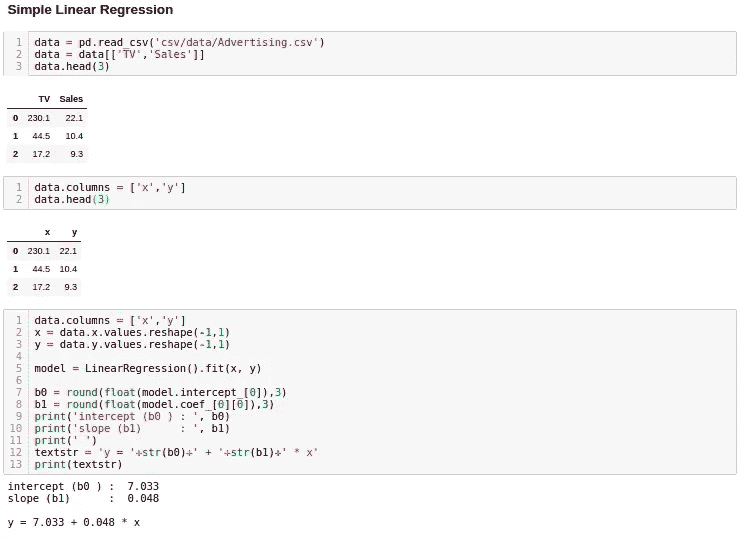 Simple Linear Regression
1 data = pd.read_csv('csv/data/Advertising.csv')
2 data = data[['TV','Sales']]
3 data.head(3)
TV Sales
0 230.1 22.1
1 44.5 10.4
2 17.2 9.3
1 data.columns = ['x','y']
2 data.head(3)
x y
0 230.1 22.1
1 44.5 10.4
2 17.2 9.3
1 data.columns = ['x','y']
2 x = data.x.values.reshape(-1,1)
3 y = data.y.values.reshape(-1,1)
4
5 model = LinearRegression().fit(x, y)
6
7 b0 = round(float(model.intercept_[0]),3)
8 b1 = round(float(model.coef_[0][0]),3)
9 print('intercept (b0 ) : ', b0)
10 print('slope (b1)      : ', b1)
11 print(' ')
12 textstr = 'y = '+str(b0)+' + '+str(b1)+' * x'
13 print(textstr)
intercept (b0 ) :  7.033
slope (b1)      :  0.048
y = 7.033 + 0.048 * x